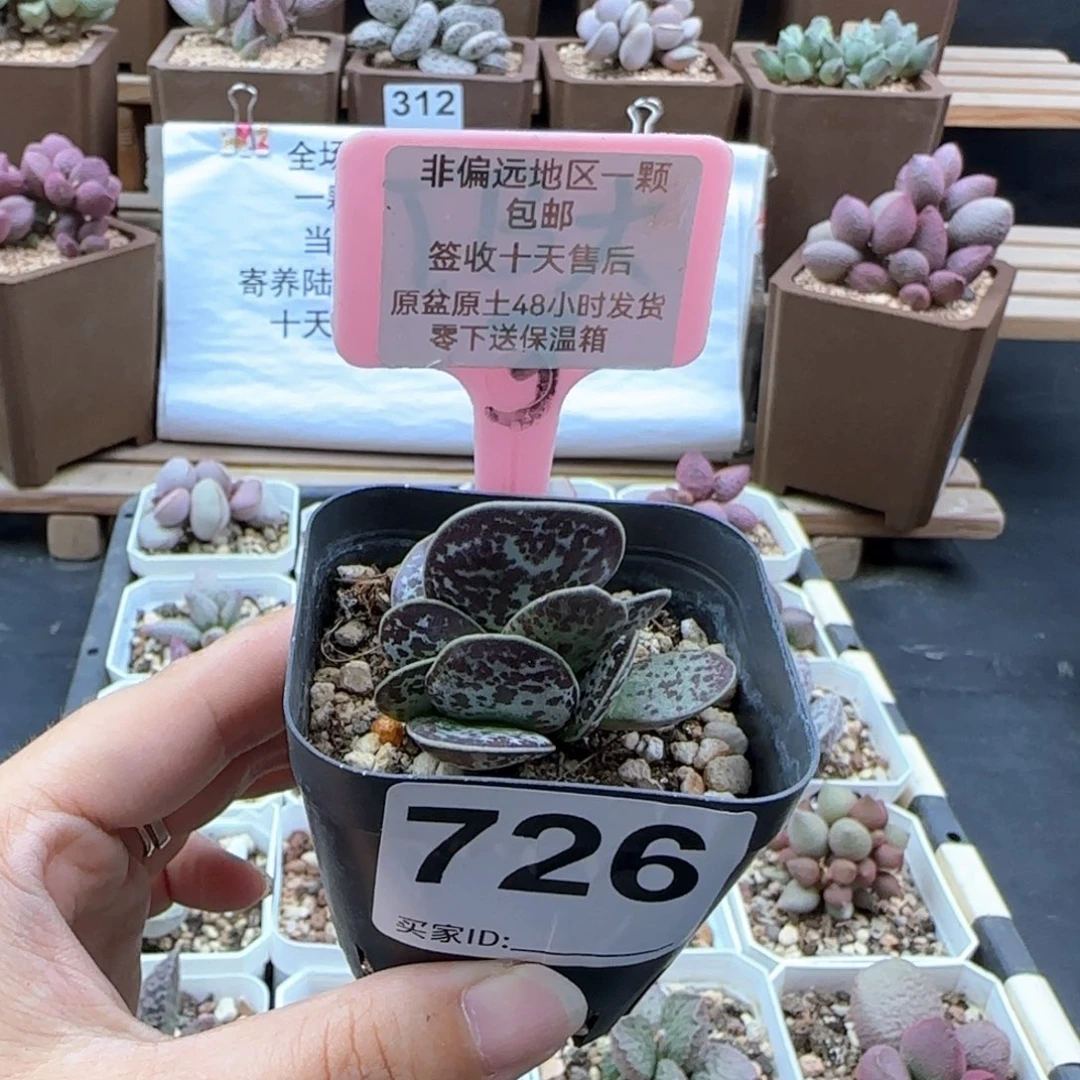 312
全场
一颗
当
寄养陆
十天
非偏远地区一颗
包邮
签收十天售后
原盆原土48小时发货
零下送保温箱
726
买家ID: